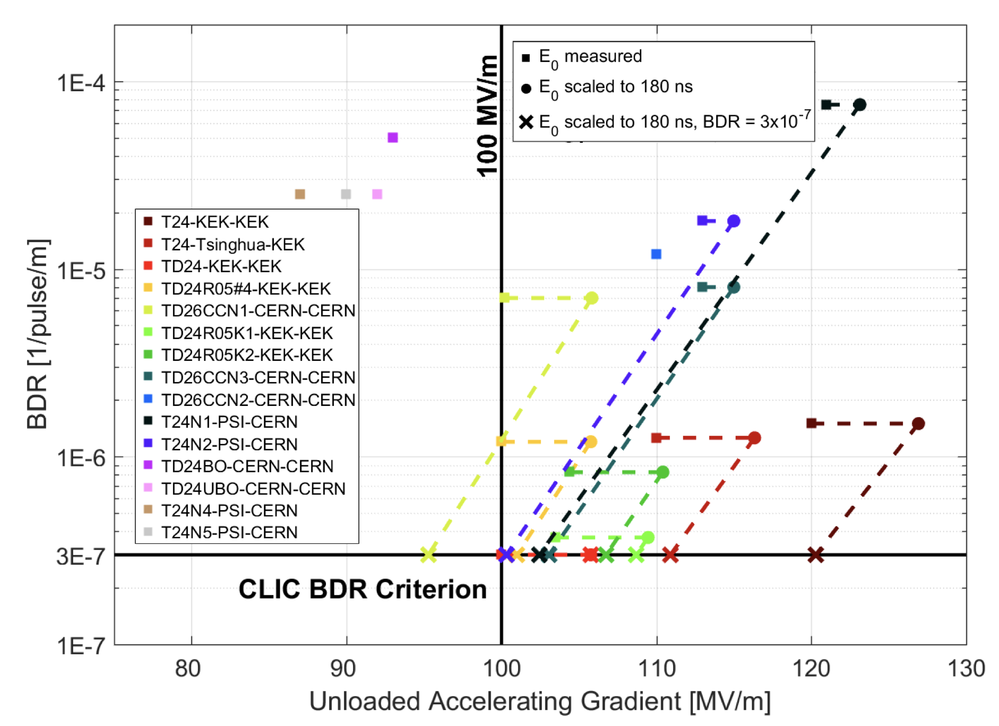 1E-4
1E-5
1E-6
3E-7
1E-7
BDR [1/pulse/m]
100 MV/m
E0 measured
E0 scaled to 180 ns
E0 scaled to 180 ns, BDR = 3x10-7
T24-KEK-KEK
T24-Tsinghua-KEK
TD24-KEK-KEK
TD24R05#4-KEK-KEK
TD26CCN1-CERN-CERN
TD24R05K1-KEK-KEK
TD24R05K2-KEK-KEK
TD26CCN3-CERN-CERN
TD26CCN2-CERN-CERN
T24N1-PSI-CERN
T24N2-PSI-CERN
TD24BO-CERN-CERN
TD24UBO-CERN-CERN
T24N4-PSI-CERN
T24N5-PSI-CERN
CLIC BDR Criterion
80 90 100 110 120 130
Unloaded Accelerating Gradient [MV/m]